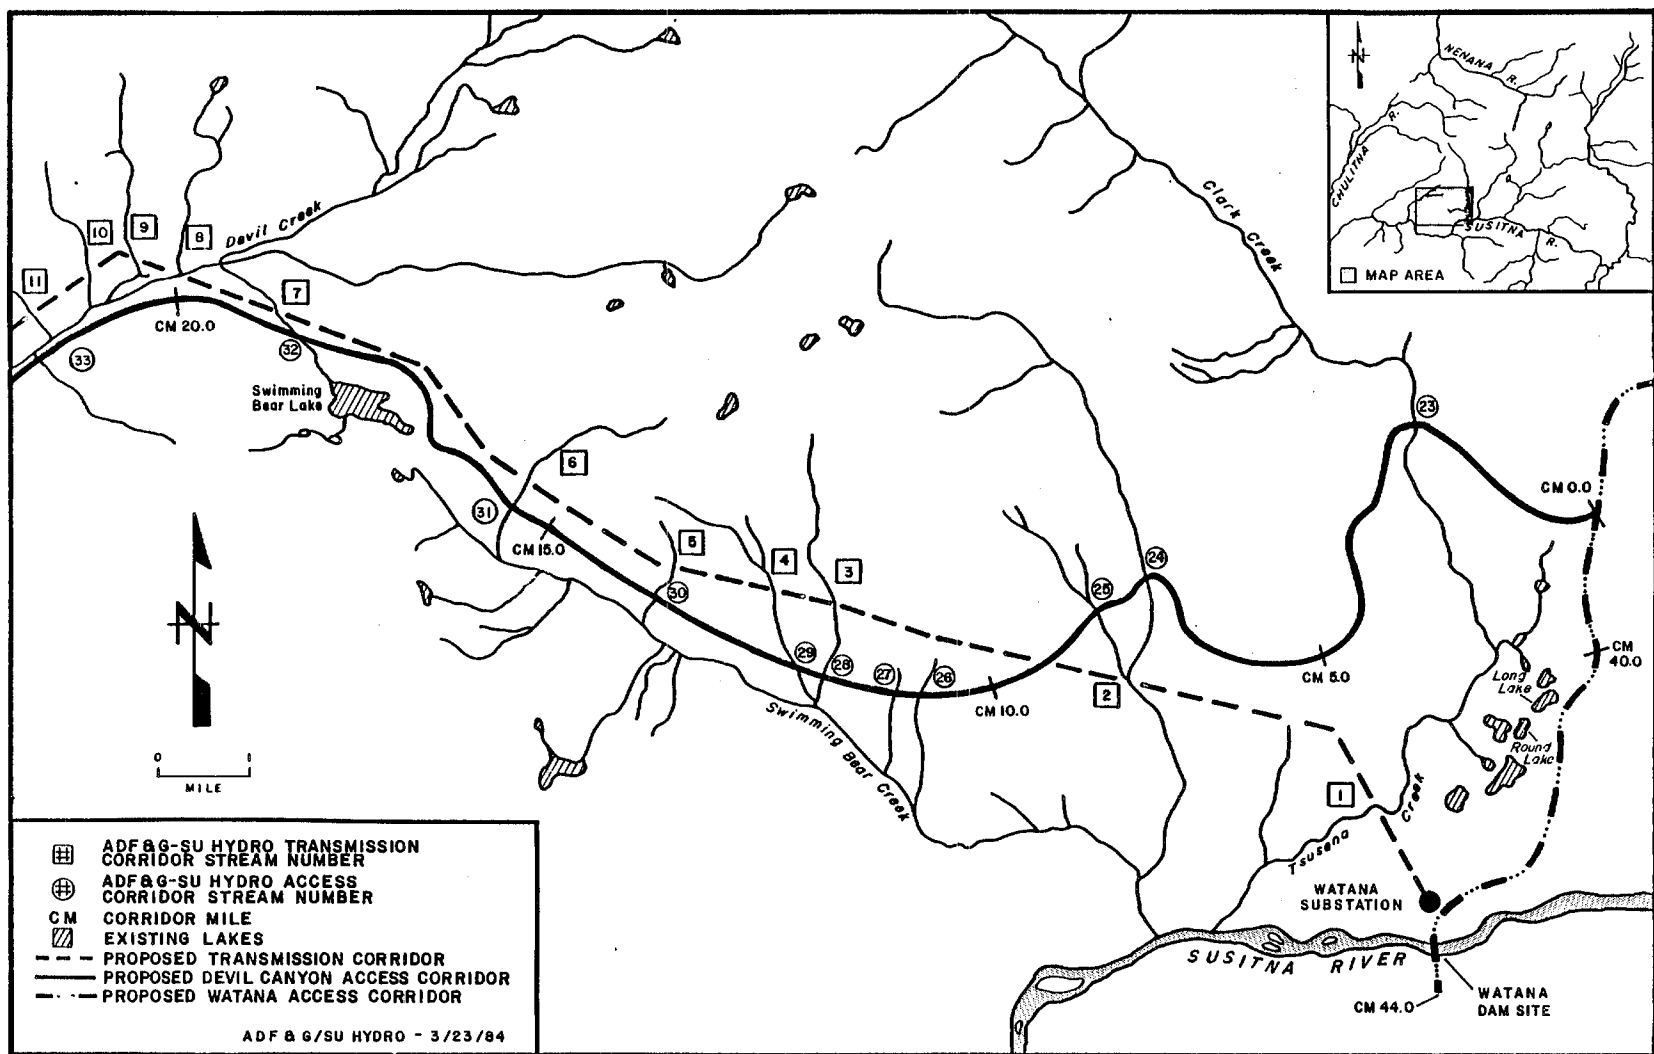 NENANA R.
CHULITNA R.
SUSITNA R.
MAP AREA
N
Devil Creek
Clark Creek
10
9
8
11
7
CM 20.0
33
32
Swimming
Bear Lake
23
6
31
CM 0.0
CM 15.0
5
4
3
24
25
30
29
28
27
26
CM
40.0
CM 5.0
Long
Lake
2
CM 10.0
Swimming Bear Creek
Round
Lake
N
0 1
MILE
1
Tsusena Creek
WATANA
SUBSTATION
SUSITNA RIVER
CM 44.0
WATANA
DAM SITE
# ADF&G-SU HYDRO TRANSMISSION
CORRIDOR STREAM NUMBER
# ADF&G-SU HYDRO ACCESS
CORRIDOR STREAM NUMBER
CM CORRIDOR MILE
EXISTING LAKES
PROPOSED TRANSMISSION CORRIDOR
PROPOSED DEVIL CANYON ACCESS CORRIDOR
PROPOSED WATANA ACCESS CORRIDOR
ADF & G/SU HYDRO - 3/23/84